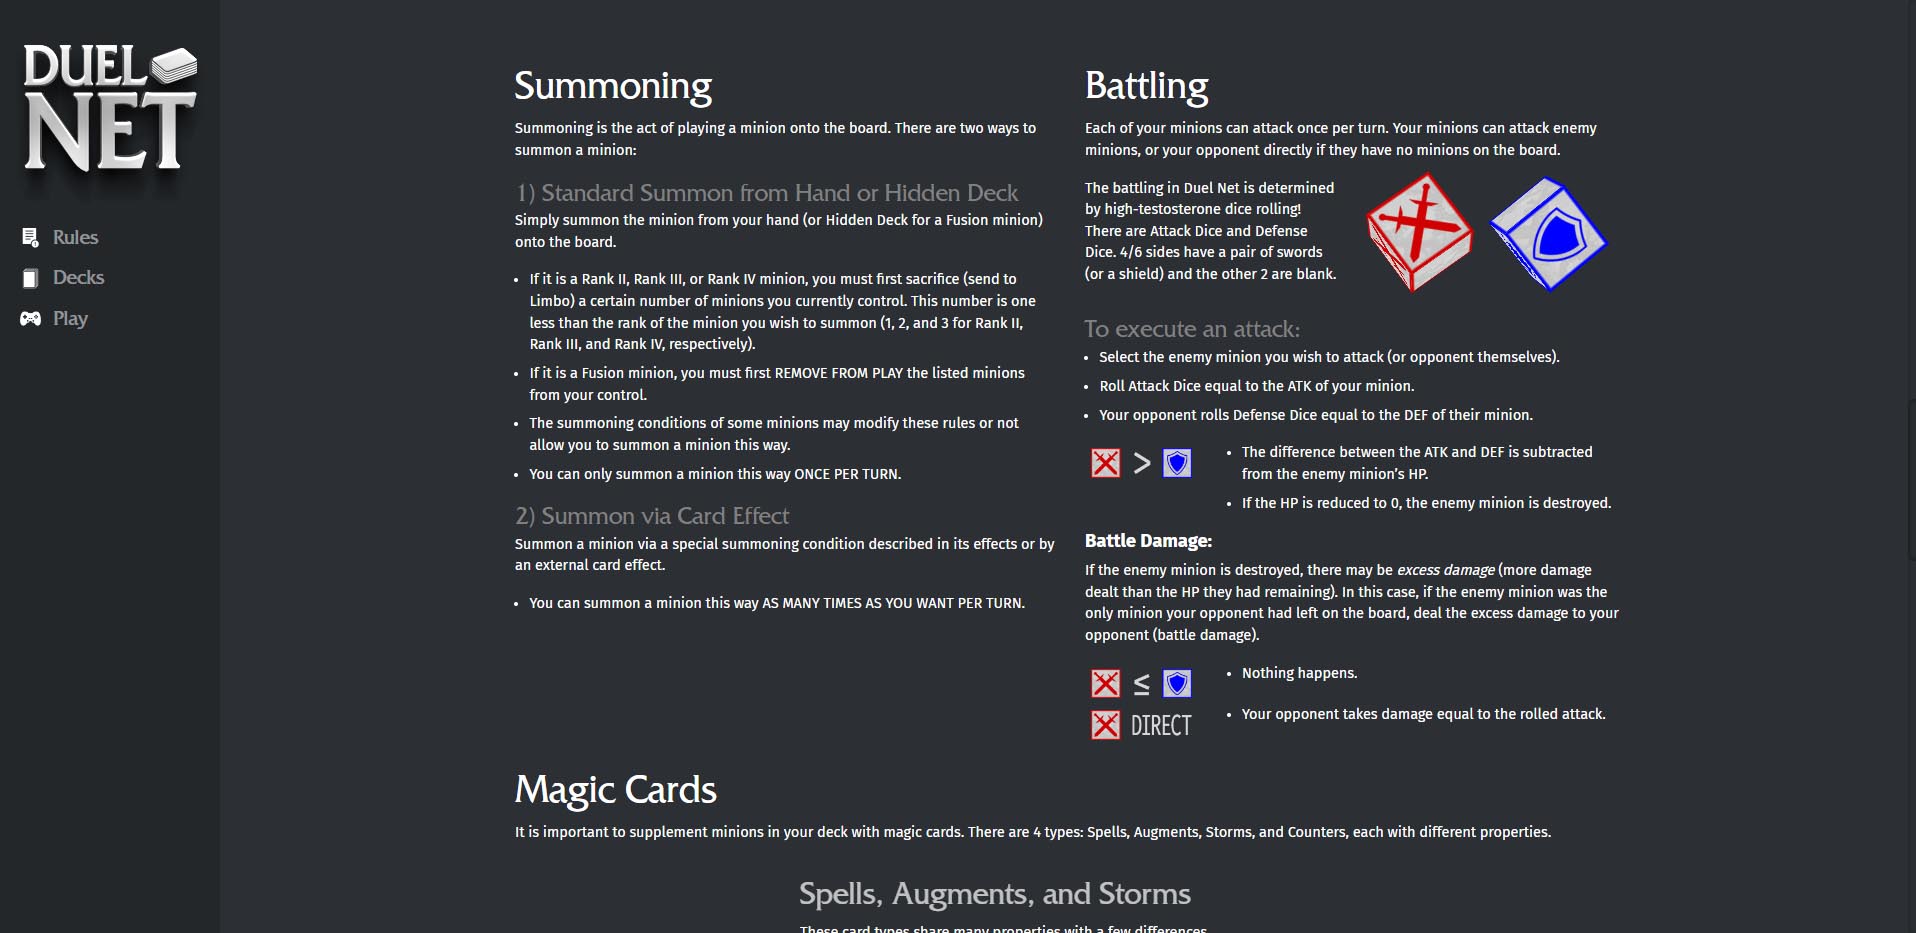 DUEL
NET
Rules
Decks
Play
Summoning
Summoning is the act of playing a minion onto the board. There are two ways to
summon a minion:
1) Standard Summon from Hand or Hidden Deck
Simply summon the minion from your hand (or Hidden Deck for a Fusion minion)
onto the board.
• If it is a Rank II, Rank III, or Rank IV minion, you must first sacrifice (send to
Limbo) a certain number of minions you currently control. This number is one
less than the rank of the minion you wish to summon (1, 2, and 3 for Rank II,
Rank III, and Rank IV, respectively).
• If it is a Fusion minion, you must first REMOVE FROM PLAY the listed minions
from your control.
• The summoning conditions of some minions may modify these rules or not
allow you to summon a minion this way.
• You can only summon a minion this way ONCE PER TURN.
2) Summon via Card Effect
Summon a minion via a special summoning condition described in its effects or by
an external card effect.
• You can summon a minion this way AS MANY TIMES AS YOU WANT PER TURN.
Battling
Each of your minions can attack once per turn. Your minions can attack enemy
minions, or your opponent directly if they have no minions on the board.
The battling in Duel Net is determined
by high-testosterone dice rolling!
There are Attack Dice and Defense
Dice. 4/6 sides have a pair of swords
(or a shield) and the other 2 are blank.
To execute an attack:
• Select the enemy minion you wish to attack (or opponent themselves).
• Roll Attack Dice equal to the ATK of your minion.
• Your opponent rolls Defense Dice equal to the DEF of their minion.
>
• The difference between the ATK and DEF is subtracted
from the enemy minion's HP.
• If the HP is reduced to 0, the enemy minion is destroyed.
Battle Damage:
If the enemy minion is destroyed, there may be excess damage (more damage
dealt than the HP they had remaining). In this case, if the enemy minion was the
only minion your opponent had left on the board, deal the excess damage to your
opponent (battle damage).
≤
• Nothing happens.
DIRECT
• Your opponent takes damage equal to the rolled attack.
Magic Cards
It is important to supplement minions in your deck with magic cards. There are 4 types: Spells, Augments, Storms, and Counters, each with different properties.
Spells, Augments, and Storms
These card types share many properties with a few differences